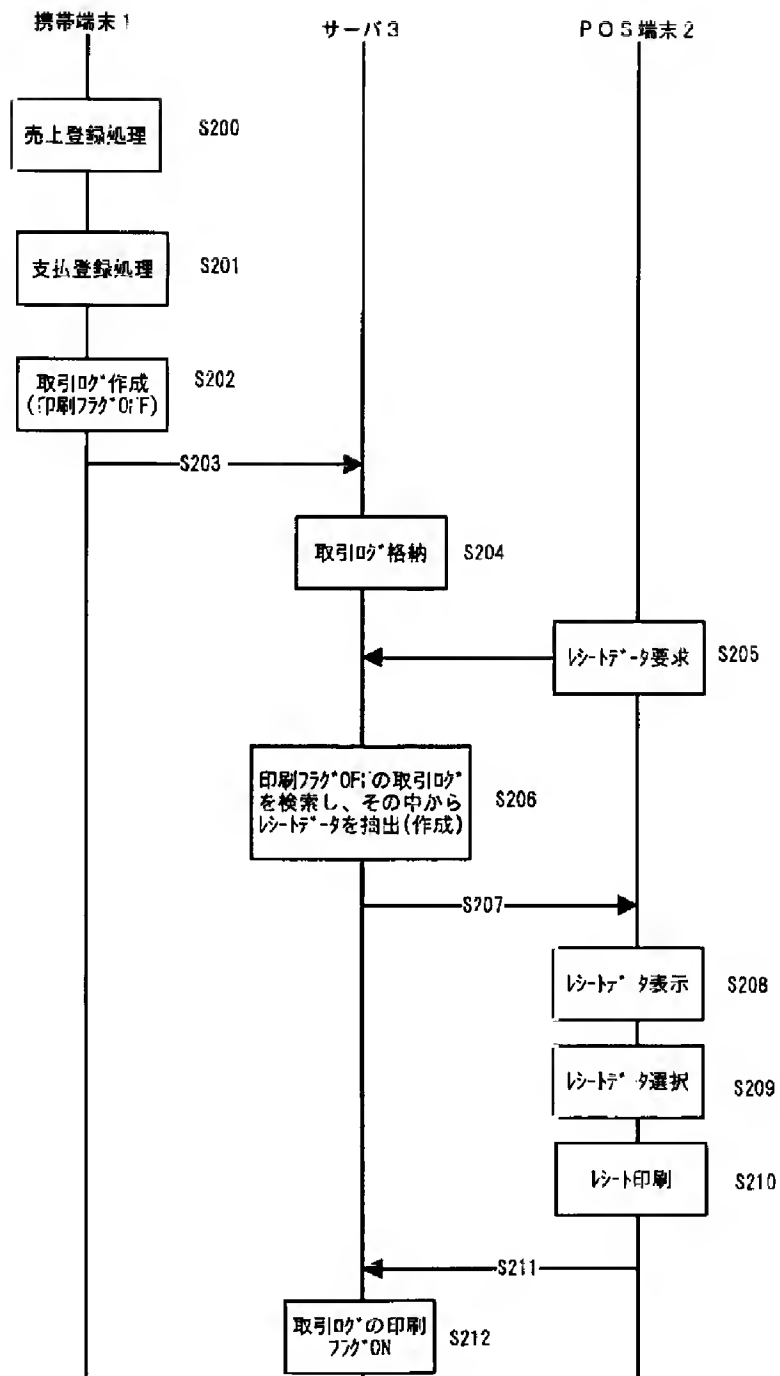 携帯端末1
サーバ3
POS端末2
売上登録処理
S200
支払登録処理
S201
取引ログ作成
(印刷フラグOFF)
S202
S203
取引ログ格納
S204
レシートデータ要求
S205
印刷フラグOFFの取引ログ
を検索し、その中から
レシートデータを抽出(作成)
S206
S207
レシートデータ表示
S208
レシートデータ選択
S209
レシート印刷
S210
S211
取引ログの印刷
フラグON
S212